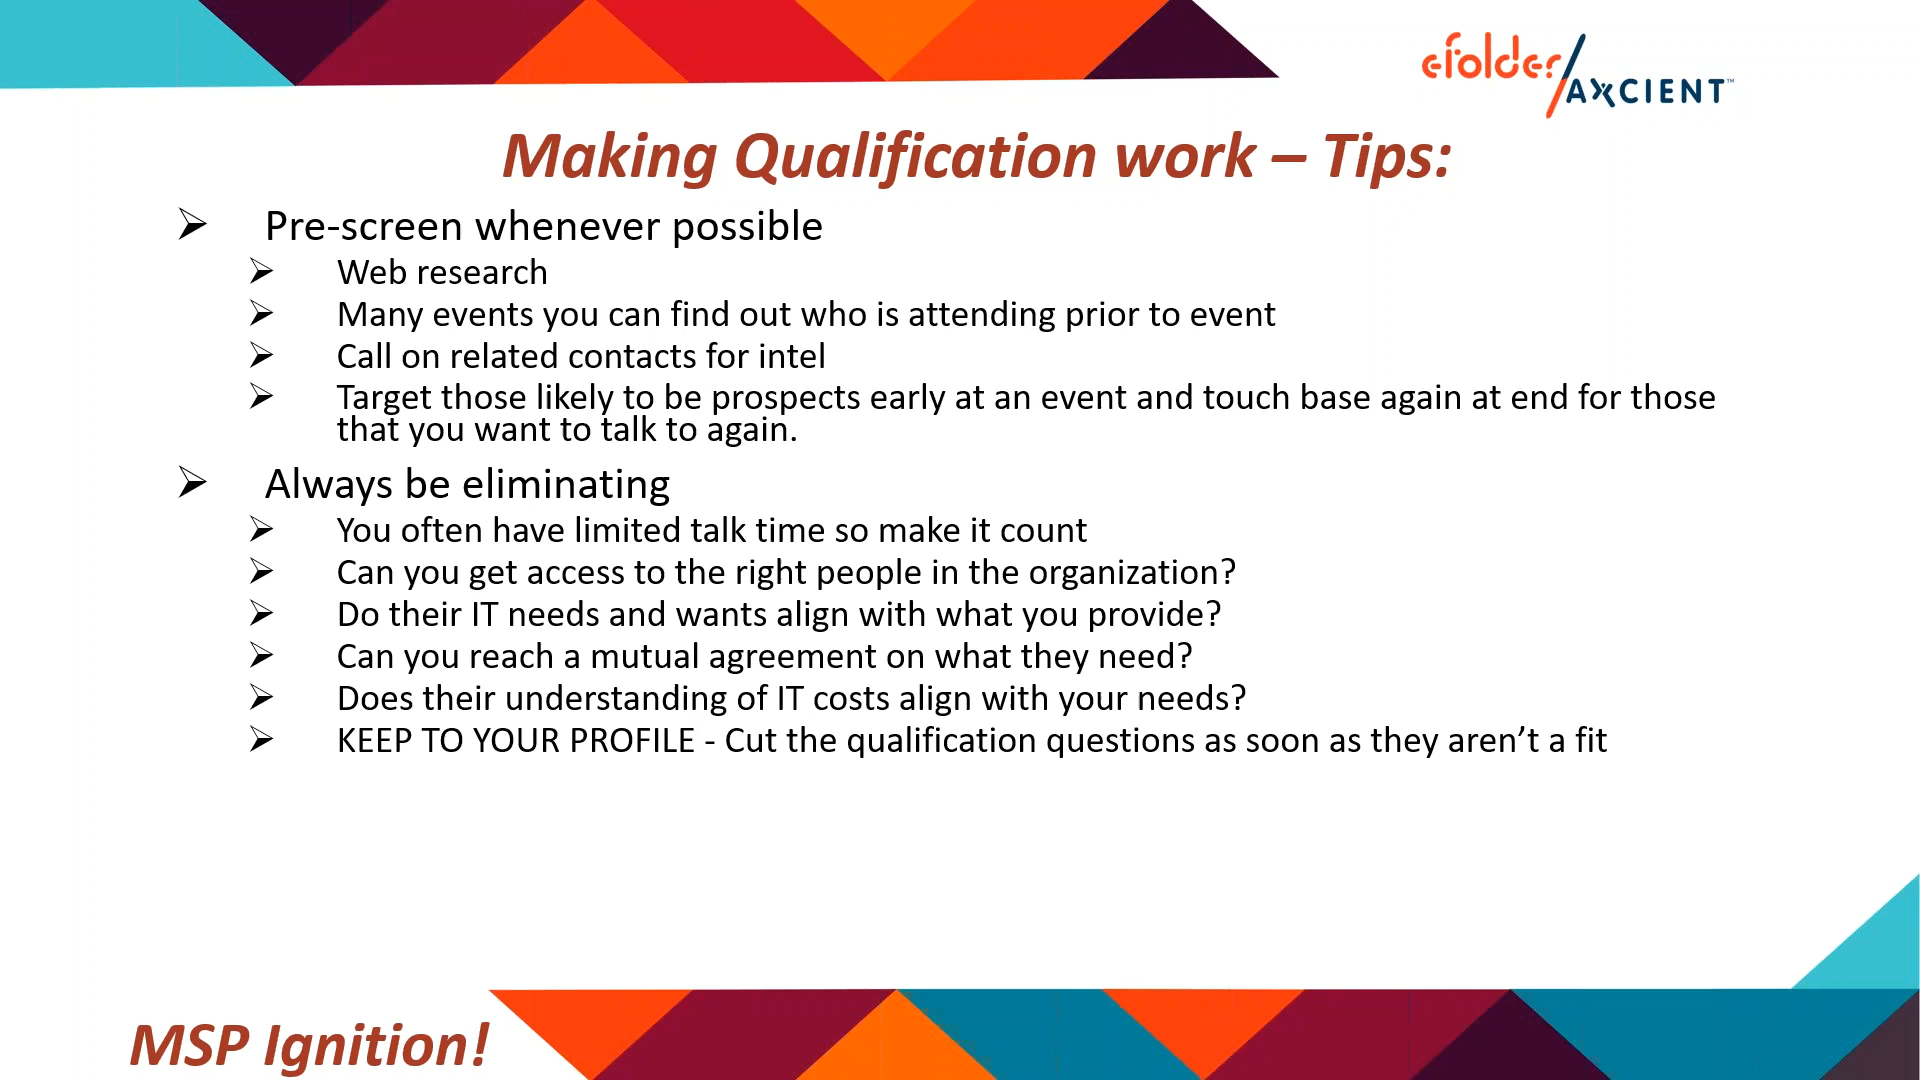 efolder/
AXCIENT™
Making Qualification work – Tips:
➢ Pre-screen whenever possible
➢ Web research
➢ Many events you can find out who is attending prior to event
➢ Call on related contacts for intel
➢ Target those likely to be prospects early at an event and touch base again at end for those
that you want to talk to again.
➢ Always be eliminating
➢ You often have limited talk time so make it count
➢ Can you get access to the right people in the organization?
➢ Do their IT needs and wants align with what you provide?
➢ Can you reach a mutual agreement on what they need?
➢ Does their understanding of IT costs align with your needs?
➢ KEEP TO YOUR PROFILE - Cut the qualification questions as soon as they aren’t a fit
MSP Ignition!